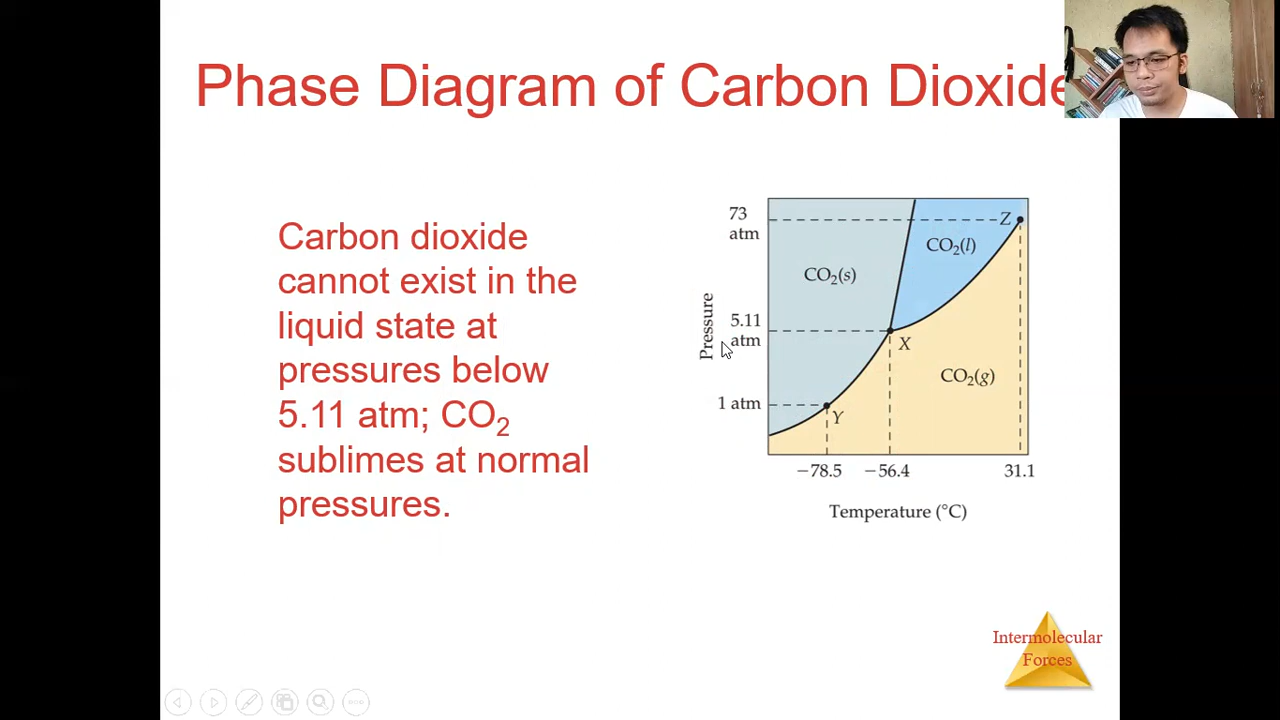 Phase Diagram of Carbon Dioxide
Carbon dioxide
cannot exist in the
liquid state at
pressures below
5.11 atm; CO₂
sublimes at normal
pressures.
73
atm
Z
CO₂(l)
CO₂(s)
5.11
atm
Pressure
X
CO₂(g)
1 atm
Y
−78.5
−56.4
31.1
Temperature (°C)
Intermolecular
Forces